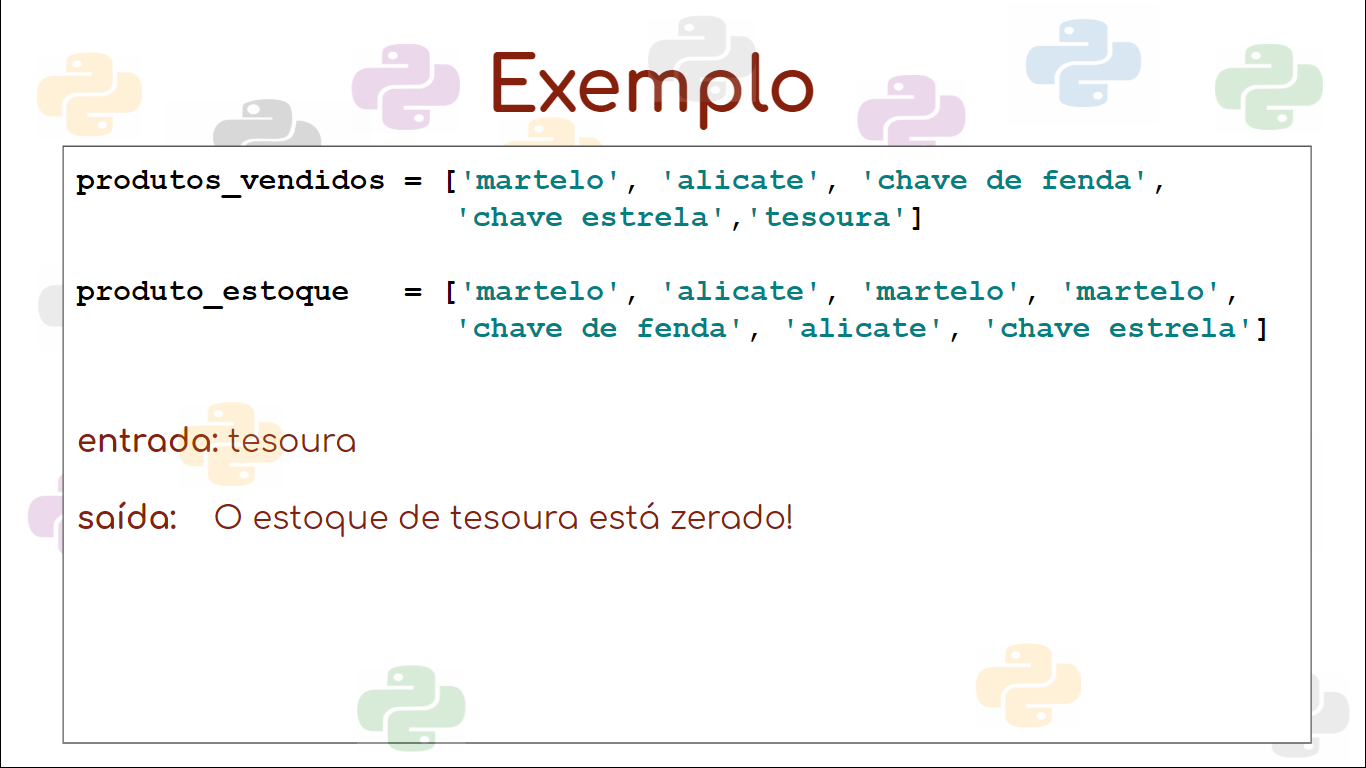 Exemplo
produtos_vendidos = ['martelo', 'alicate', 'chave de fenda',
'chave estrela','tesoura']
produto_estoque   = ['martelo', 'alicate', 'martelo', 'martelo',
'chave de fenda', 'alicate', 'chave estrela']
entrada: tesoura
saída: O estoque de tesoura está zerado!